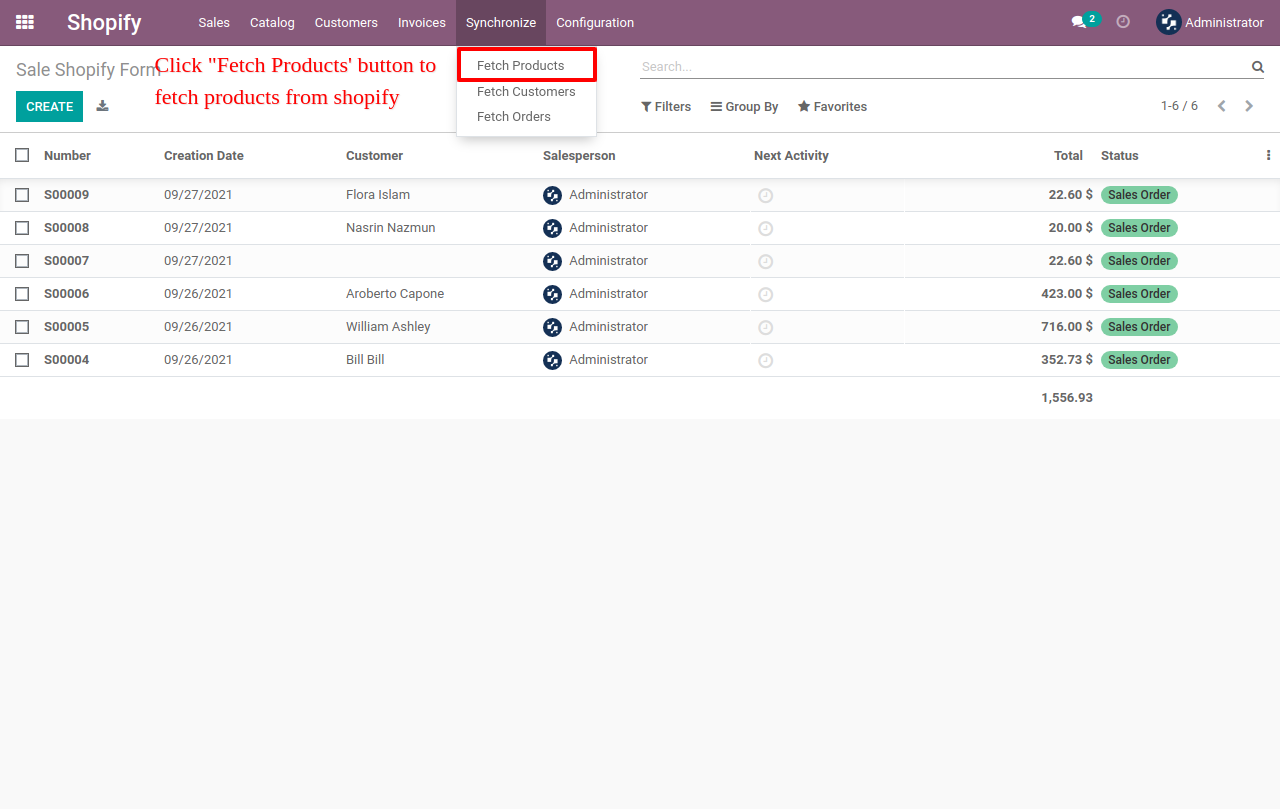 Shopify Sales Catalog Customers Invoices Synchronize Configuration 2 Administrator
Sale Shopify Form
Click "Fetch Products' button to
fetch products from shopify
Fetch Products
Fetch Customers
Fetch Orders
Search...
CREATE
Filters Group By Favorites 1-6 / 6
Number Creation Date Customer Salesperson Next Activity Total Status
S00009 09/27/2021 Flora Islam Administrator 22.60 $ Sales Order
S00008 09/27/2021 Nasrin Nazmun Administrator 20.00 $ Sales Order
S00007 09/27/2021 Administrator 22.60 $ Sales Order
S00006 09/26/2021 Aroberto Capone Administrator 423.00 $ Sales Order
S00005 09/26/2021 William Ashley Administrator 716.00 $ Sales Order
S00004 09/26/2021 Bill Bill Administrator 352.73 $ Sales Order
1,556.93